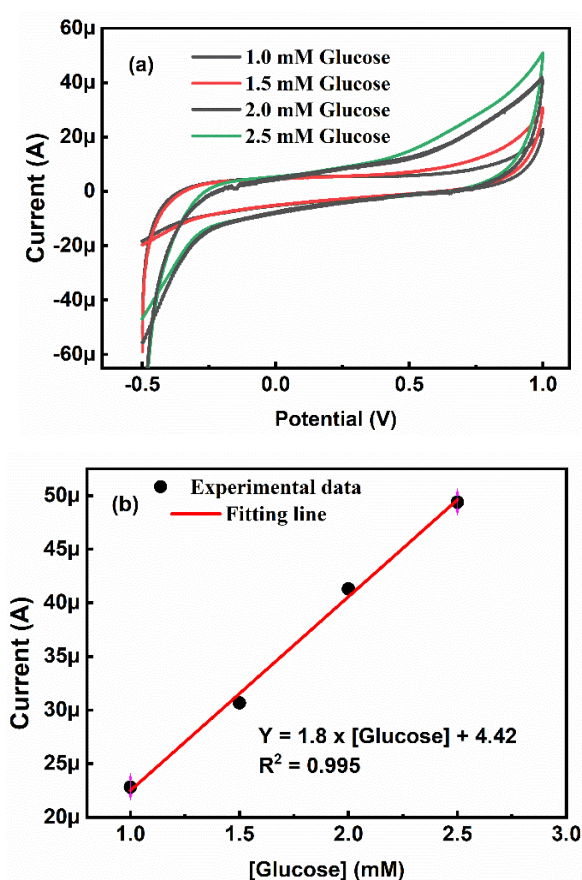 60µ
(a)
1.0 mM Glucose
1.5 mM Glucose
2.0 mM Glucose
2.5 mM Glucose
40µ
20µ
0
-20µ
-40µ
-60µ
Current (A)
-0.5 0.0 0.5 1.0
Potential (V)
50µ
(b)
Experimental data
Fitting line
45µ
40µ
35µ
30µ
25µ
20µ
Current (A)
Y = 1.8 x [Glucose] + 4.42
R² = 0.995
1.0 1.5 2.0 2.5 3.0
[Glucose] (mM)